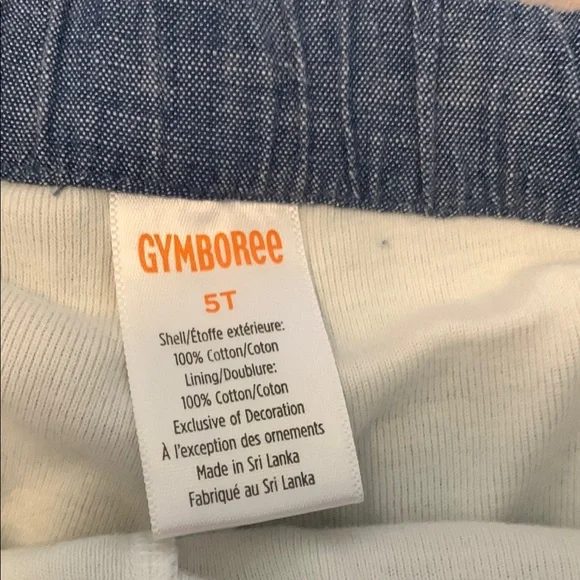 GYMBOREE
5T
Shell/Étoffe extérieure:
100% Cotton/Coton
Lining/Doublure:
100% Cotton/Coton
Exclusive of Decoration
À l'exception des ornements
Made in Sri Lanka
Fabriqué au Sri Lanka